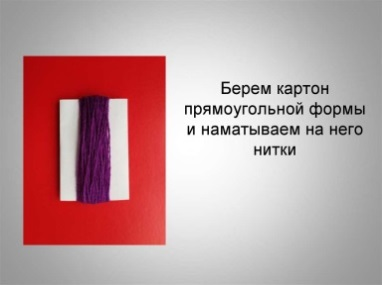 Берем картон
прямоугольной формы
и наматываем на него
нитки